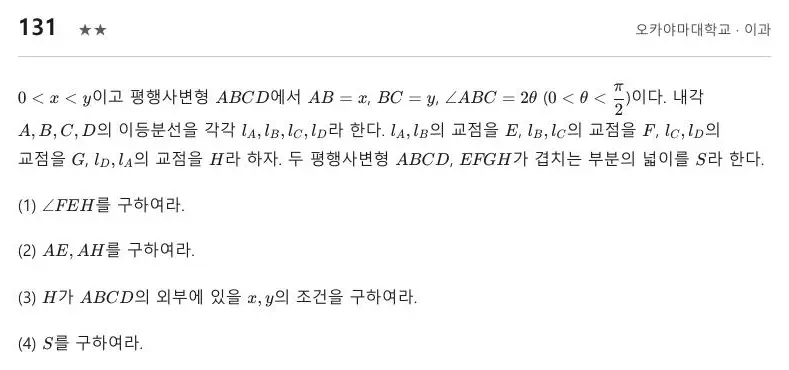 131 ★★ 오카야마대학교 · 이과
0 < x < y이고 평행사변형 ABCD에서 AB = x, BC = y, ∠ABC = 2θ (0 < θ < π/2)이다. 내각
A, B, C, D의 이등분선을 각각 l_A, l_B, l_C, l_D라 한다. l_A, l_B의 교점을 E, l_B, l_C의 교점을 F, l_C, l_D의
교점을 G, l_D, l_A의 교점을 H라 하자. 두 평행사변형 ABCD, EFGH가 겹치는 부분의 넓이를 S라 한다.
(1) ∠FEH를 구하여라.
(2) AE, AH를 구하여라.
(3) H가 ABCD의 외부에 있을 x, y의 조건을 구하여라.
(4) S를 구하여라.